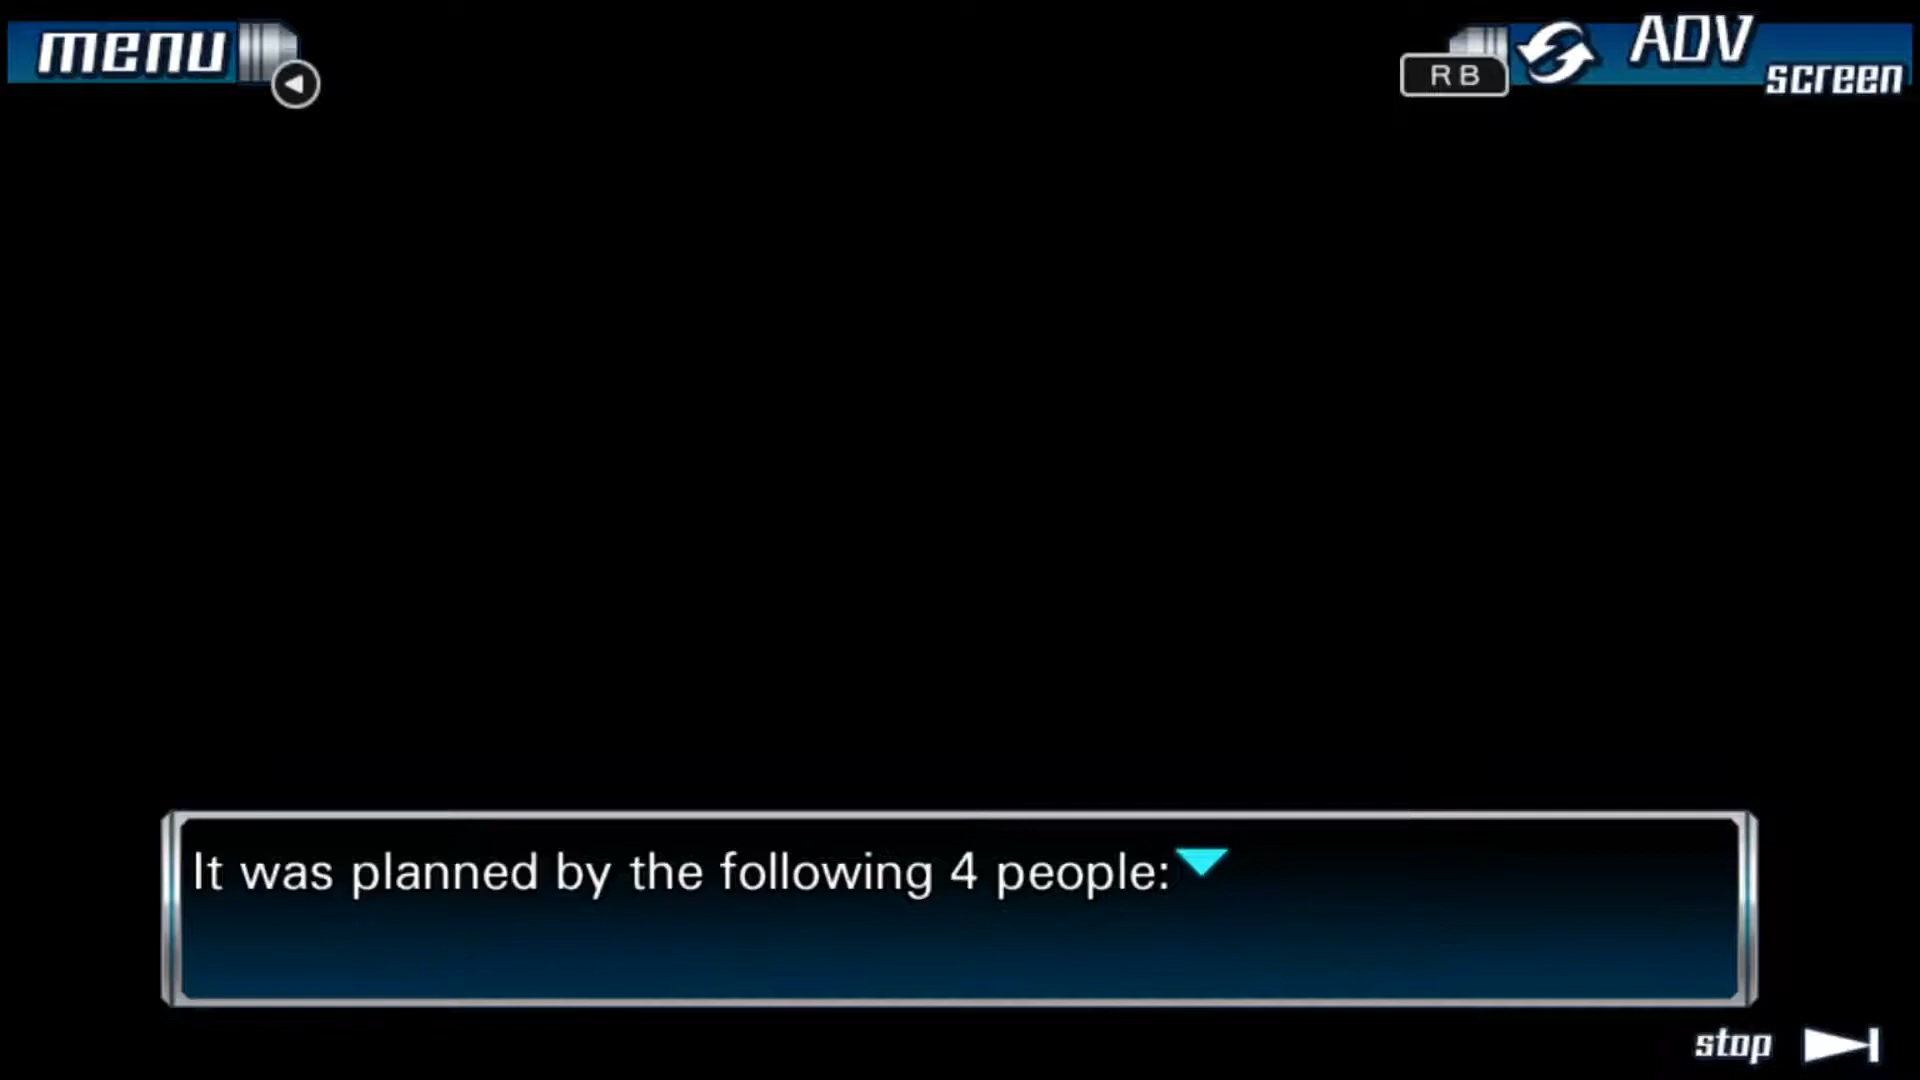 menu
RB
ADV
screen
It was planned by the following 4 people:
stop